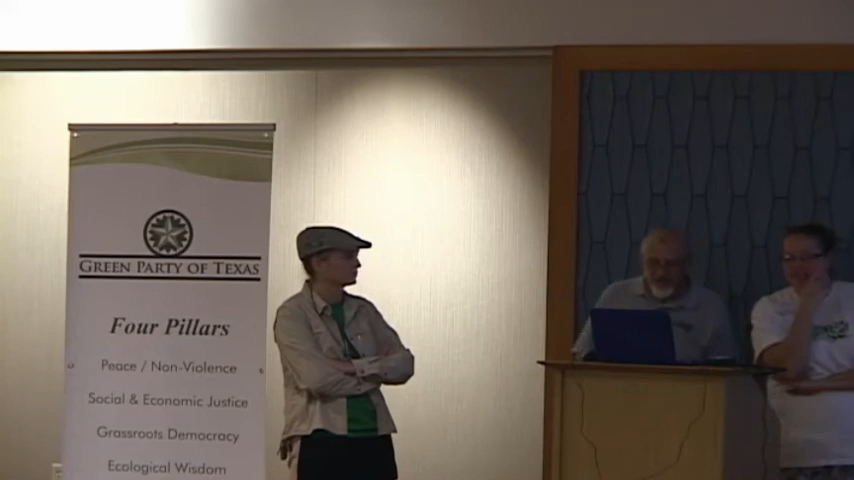 GREEN PARTY OF TEXAS
Four Pillars
Peace / Non-Violence
Social & Economic Justice
Grassroots Democracy
Ecological Wisdom